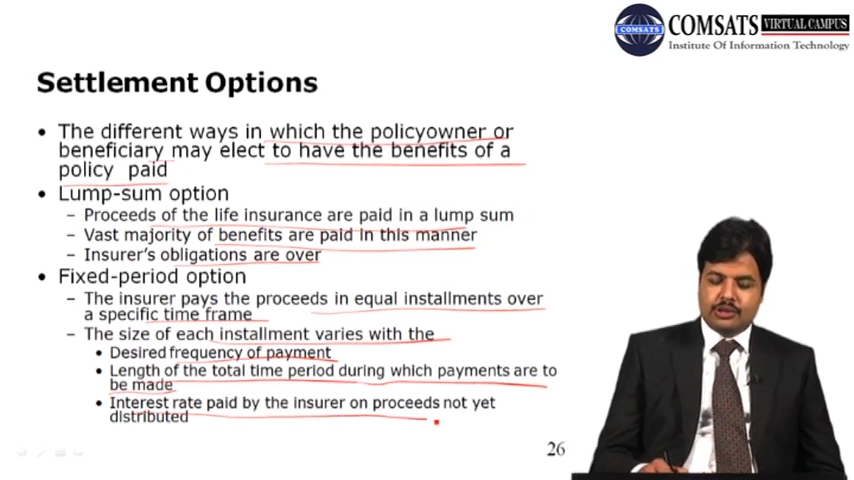 COMSATS VIRTUAL CAMPUS
COMSATS
Institute Of Information Technology
Settlement Options
• The different ways in which the policyowner or
beneficiary may elect to have the benefits of a
policy paid
• Lump-sum option
– Proceeds of the life insurance are paid in a lump sum
– Vast majority of benefits are paid in this manner
– Insurer's obligations are over
• Fixed-period option
– The insurer pays the proceeds in equal installments over
a specific time frame
– The size of each installment varies with the
• Desired frequency of payment
• Length of the total time period during which payments are to
be made
• Interest rate paid by the insurer on proceeds not yet
distributed
26